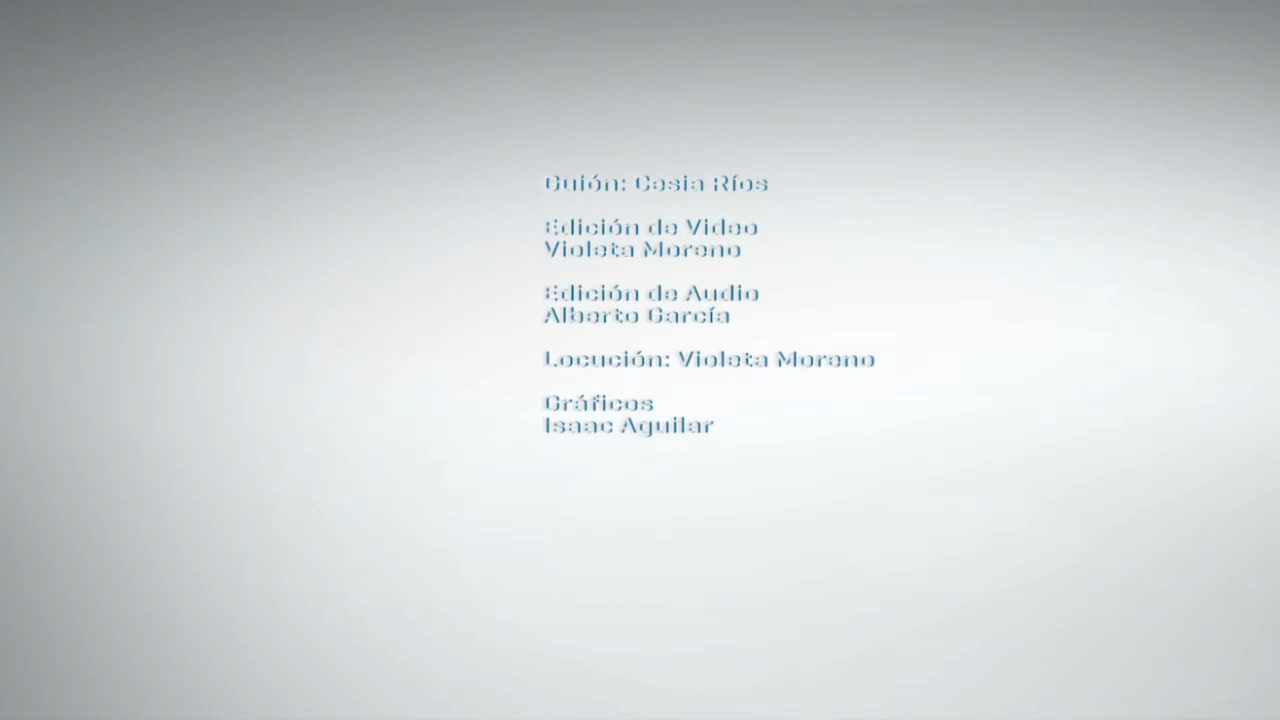 Guión: Casia Ríos
Edición de Video
Violeta Moreno
Edición de Audio
Alberto García
Locución: Violeta Moreno
Gráficos
Isaac Aguilar